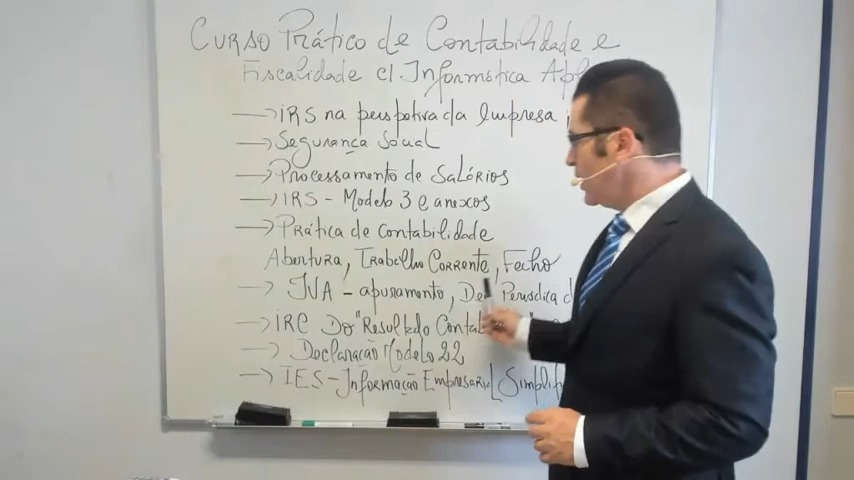 Curso Prático de Contabilidade e
Fiscalidade c/. Informática Apl
→ IRS na perspetiva da Empresa
→ Segurança Social
→ Processamento de Salários
→ IRS - Modelo 3 e anexos
→ Prática de contabilidade
Abertura, Trabalho Corrente, Fecho
→ IVA - apuramento, De Periódica d
→ IRC Do "Resultado Contab
→ Declaração Modelo 22
→ IES - Informação Empresarial Simplif